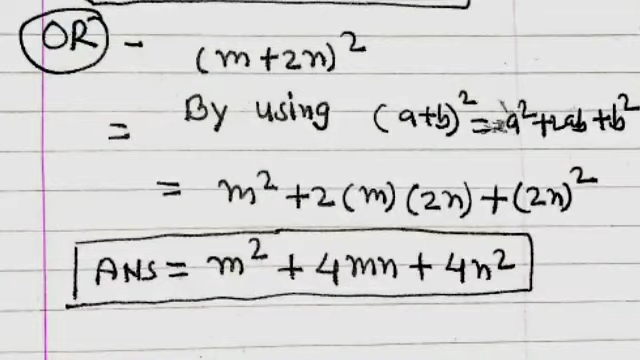 OR - (m+2n)²
= By using (a+b)² = a²+2ab+b²
= m²+2(m)(2n)+(2n)²
ANS = m² + 4mn + 4n²